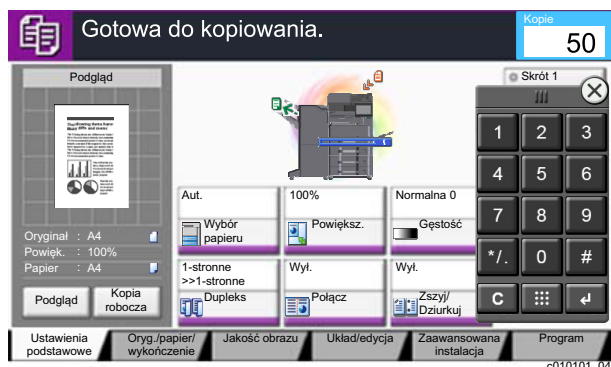 Gotowa do kopiowania.
Kopie
50
Podgląd
Skrót 1
1 2 3
4 5 6
7 8 9
*/. 0 #
C
Oryginał : A4
Powięk. : 100%
Papier : A4
Podgląd
Kopia
robocza
Aut.
Wybór
papieru
100%
Powiększ.
Normalna 0
Gęstość
1-stronne
>>1-stronne
Dupleks
Wył.
Połącz
Wył.
Zszyj/
Dziurkuj
Ustawienia
podstawowe
Oryg./papier/
wykończenie
Jakość obrazu
Układ/edycja
Zaawansowana
instalacja
Program
c010101_04